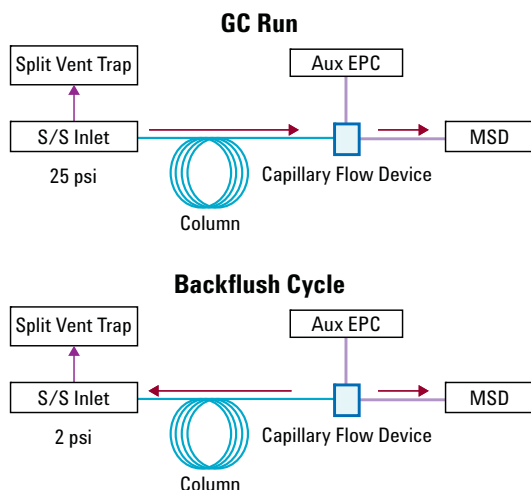 GC Run
Split Vent Trap
Aux EPC
S/S Inlet
MSD
25 psi
Capillary Flow Device
Column
Backflush Cycle
Split Vent Trap
Aux EPC
S/S Inlet
MSD
2 psi
Capillary Flow Device
Column